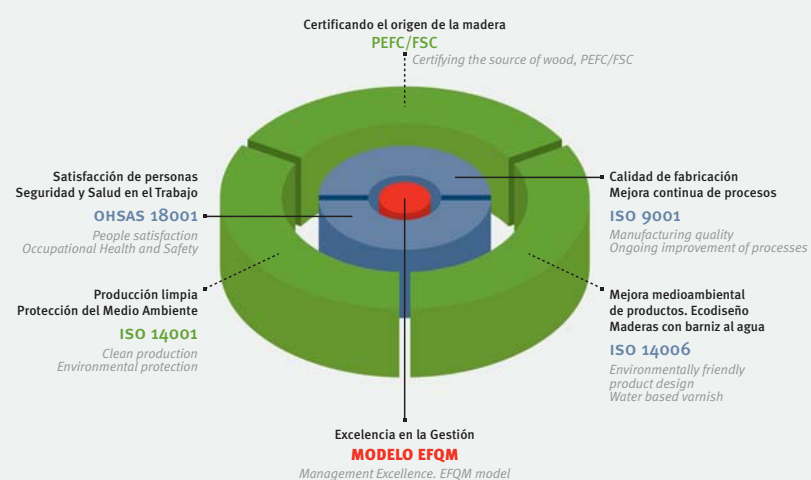 Certificando el origen de la madera
PEFC/FSC
Certifying the source of wood, PEFC/FSC
Satisfacción de personas
Seguridad y Salud en el Trabajo
OHSAS 18001
People satisfaction
Occupational Health and Safety
Calidad de fabricación
Mejora continua de procesos
ISO 9001
Manufacturing quality
Ongoing improvement of processes
Producción limpia
Protección del Medio Ambiente
ISO 14001
Clean production
Environmental protection
Mejora medioambiental
de productos. Ecodiseño
Maderas con barniz al agua
ISO 14006
Environmentally friendly
product design
Water based varnish
Excelencia en la Gestión
MODELO EFQM
Management Excellence. EFQM model